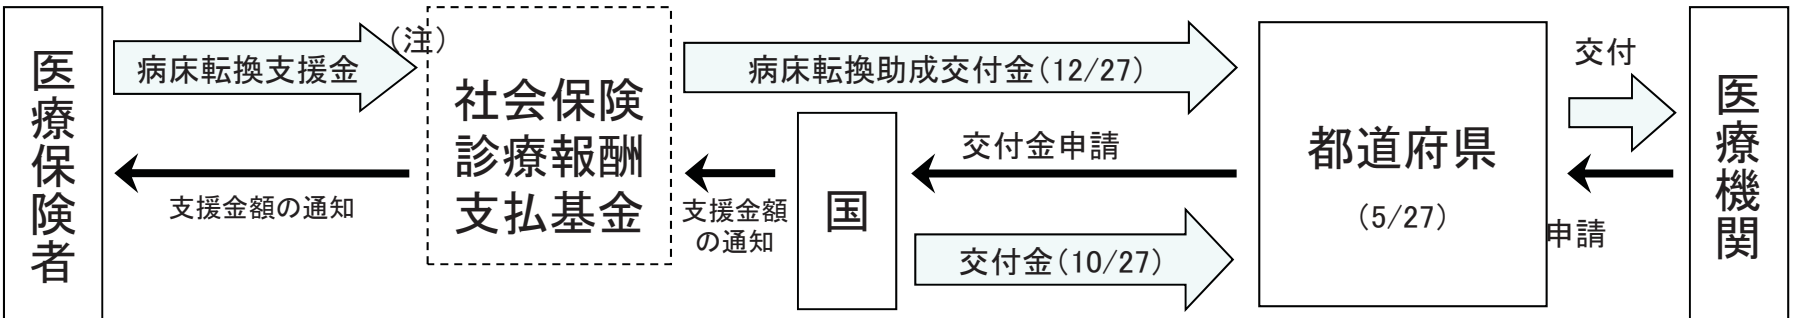 医療保険者
病床転換支援金
(注)
支援金額の通知
社会保険
診療報酬
支払基金
病床転換助成交付金(12/27)
支援金額
の通知
国
交付金申請
交付金(10/27)
都道府県
(5/27)
交付
申請
医療機関